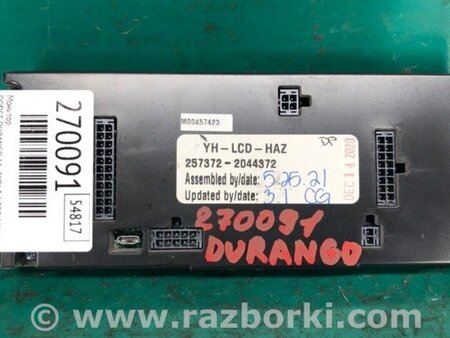 270091
54817
M00457423
YH-LCD-HAZ
257372-2044372
Assembled by/date: 5.25.21
Updated by/date: 3.1 CG
DP
DEC 14 2020
270091
DURANGO
www.razborki.com